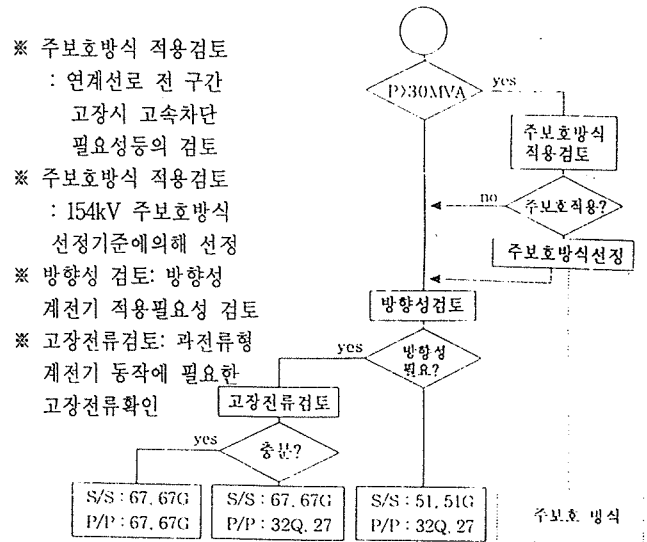 ※ 주보호방식 적용검토
: 연계선로 전 구간
고장시 고속차단
필요성등의 검토
※ 주보호방식 적용검토
: 154kV 주보호방식
선정기준에의해 선정
※ 방향성 검토: 방향성
계전기 적용필요성 검토
※ 고장전류검토: 과전류형
계전기 동작에 필요한
고장전류확인
P>30MVA
yes
주보호방식
적용검토
no
주보호적용?
주보호방식선정
방향성검토
yes
방향성
필요?
고장전류검토
yes
충분?
S/S : 67, 67G
P/P : 67, 67G
S/S : 67, 67G
P/P : 32Q, 27
S/S : 51, 51G
P/P : 32Q, 27
주보호 방식